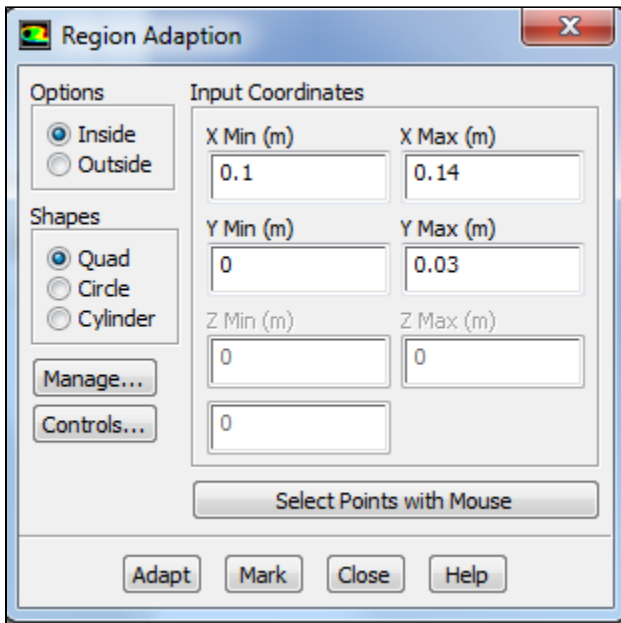 Region Adaption
Options
Inside
Outside
Shapes
Quad
Circle
Cylinder
Manage...
Controls...
Input Coordinates
X Min (m) X Max (m)
0.1 0.14
Y Min (m) Y Max (m)
0 0.03
Z Min (m) Z Max (m)
0 0
0
Select Points with Mouse
Adapt Mark Close Help